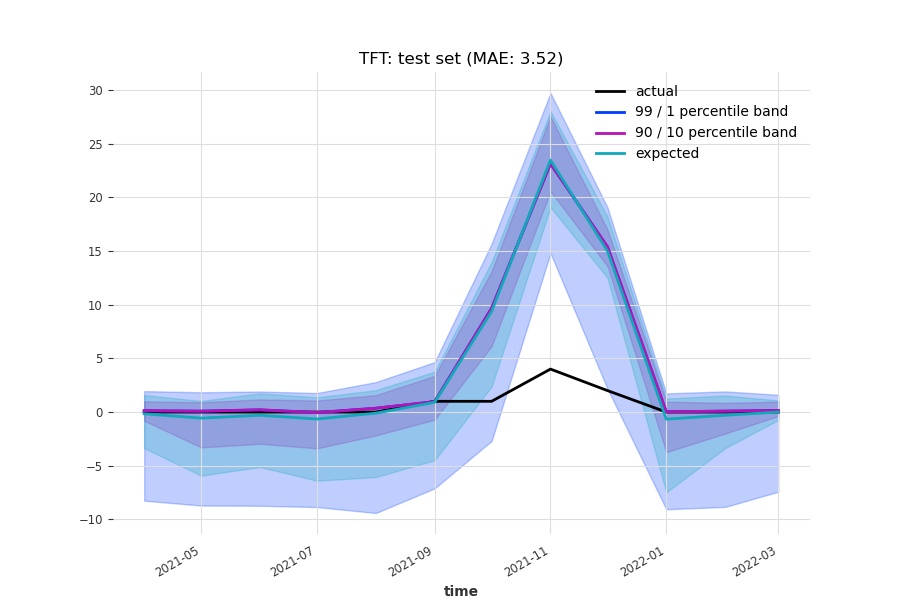 TFT: test set (MAE: 3.52)
actual
99 / 1 percentile band
90 / 10 percentile band
expected
30
25
20
15
10
5
0
−5
−10
2021-05
2021-07
2021-09
2021-11
2022-01
2022-03
time